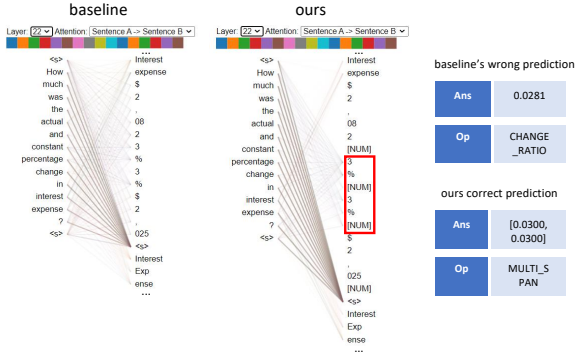 baseline
Layer: 22 Attention: Sentence A -> Sentence B
<s>
How
much
was
the
actual
and
constant
percentage
change
in
interest
expense
?
<s>
Interest
expense
$
2
,
08
2
3
%
3
%
$
2
,
025
<s>
Interest
Exp
ense
...
ours
Layer: 22 Attention: Sentence A -> Sentence B
<s>
How
much
was
the
actual
and
constant
percentage
change
in
interest
expense
?
<s>
Interest
expense
$
2
,
08
2
[NUM]
3
%
[NUM]
3
%
[NUM]
$
2
,
025
[NUM]
<s>
Interest
Exp
ense
...
baseline's wrong prediction
Ans 0.0281
Op CHANGE
_RATIO
ours correct prediction
Ans [0.0300,
0.0300]
Op MULTI_S
PAN